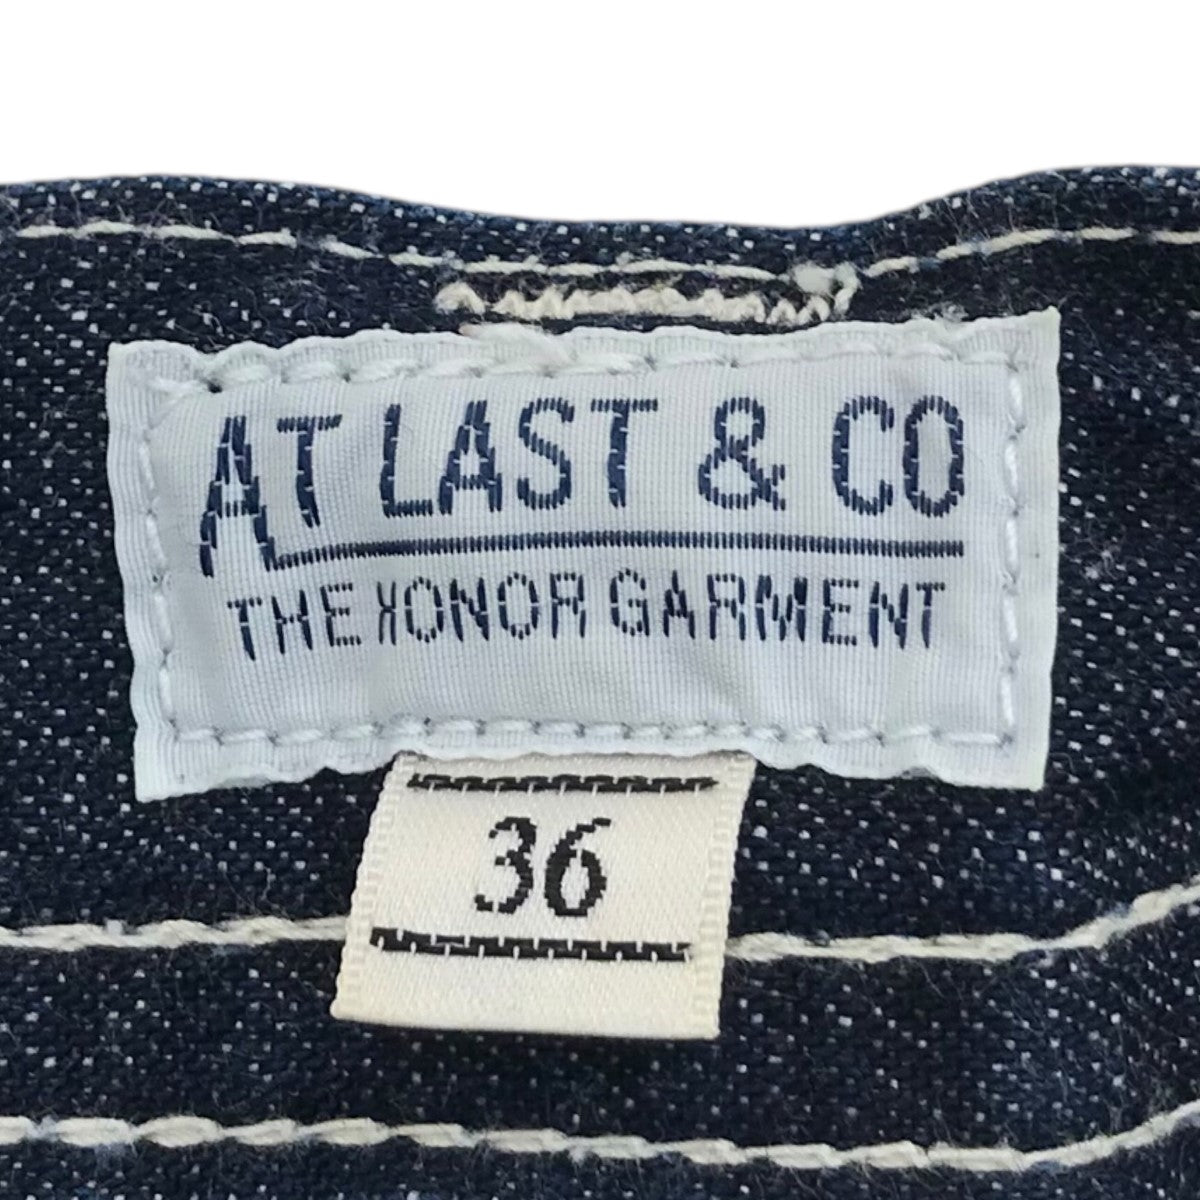 AT LAST & CO
THE HONOR GARMENT
36